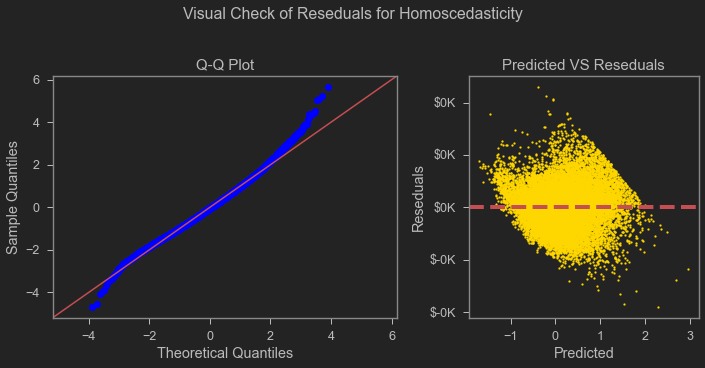 Visual Check of Reseduals for Homoscedasticity
Q-Q Plot
6
4
2
0
−2
−4
Sample Quantiles
−4 −2 0 2 4 6
Theoretical Quantiles
Predicted VS Reseduals
$0K
$0K
$0K
$-0K
$-0K
Reseduals
−1 0 1 2 3
Predicted